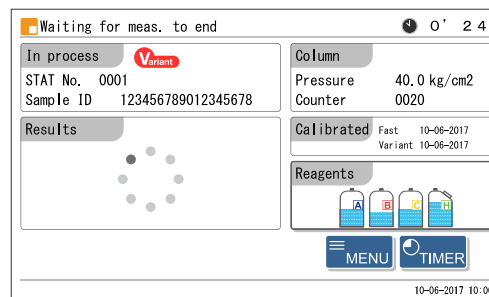 Waiting for meas. to end 0' 24
In process Variant
STAT No. 0001
Sample ID 123456789012345678
Results
Column
Pressure 40.0 kg/cm2
Counter 0020
Calibrated Fast 10-06-2017
Variant 10-06-2017
Reagents
A B C H
MENU TIMER
10-06-2017 10:0